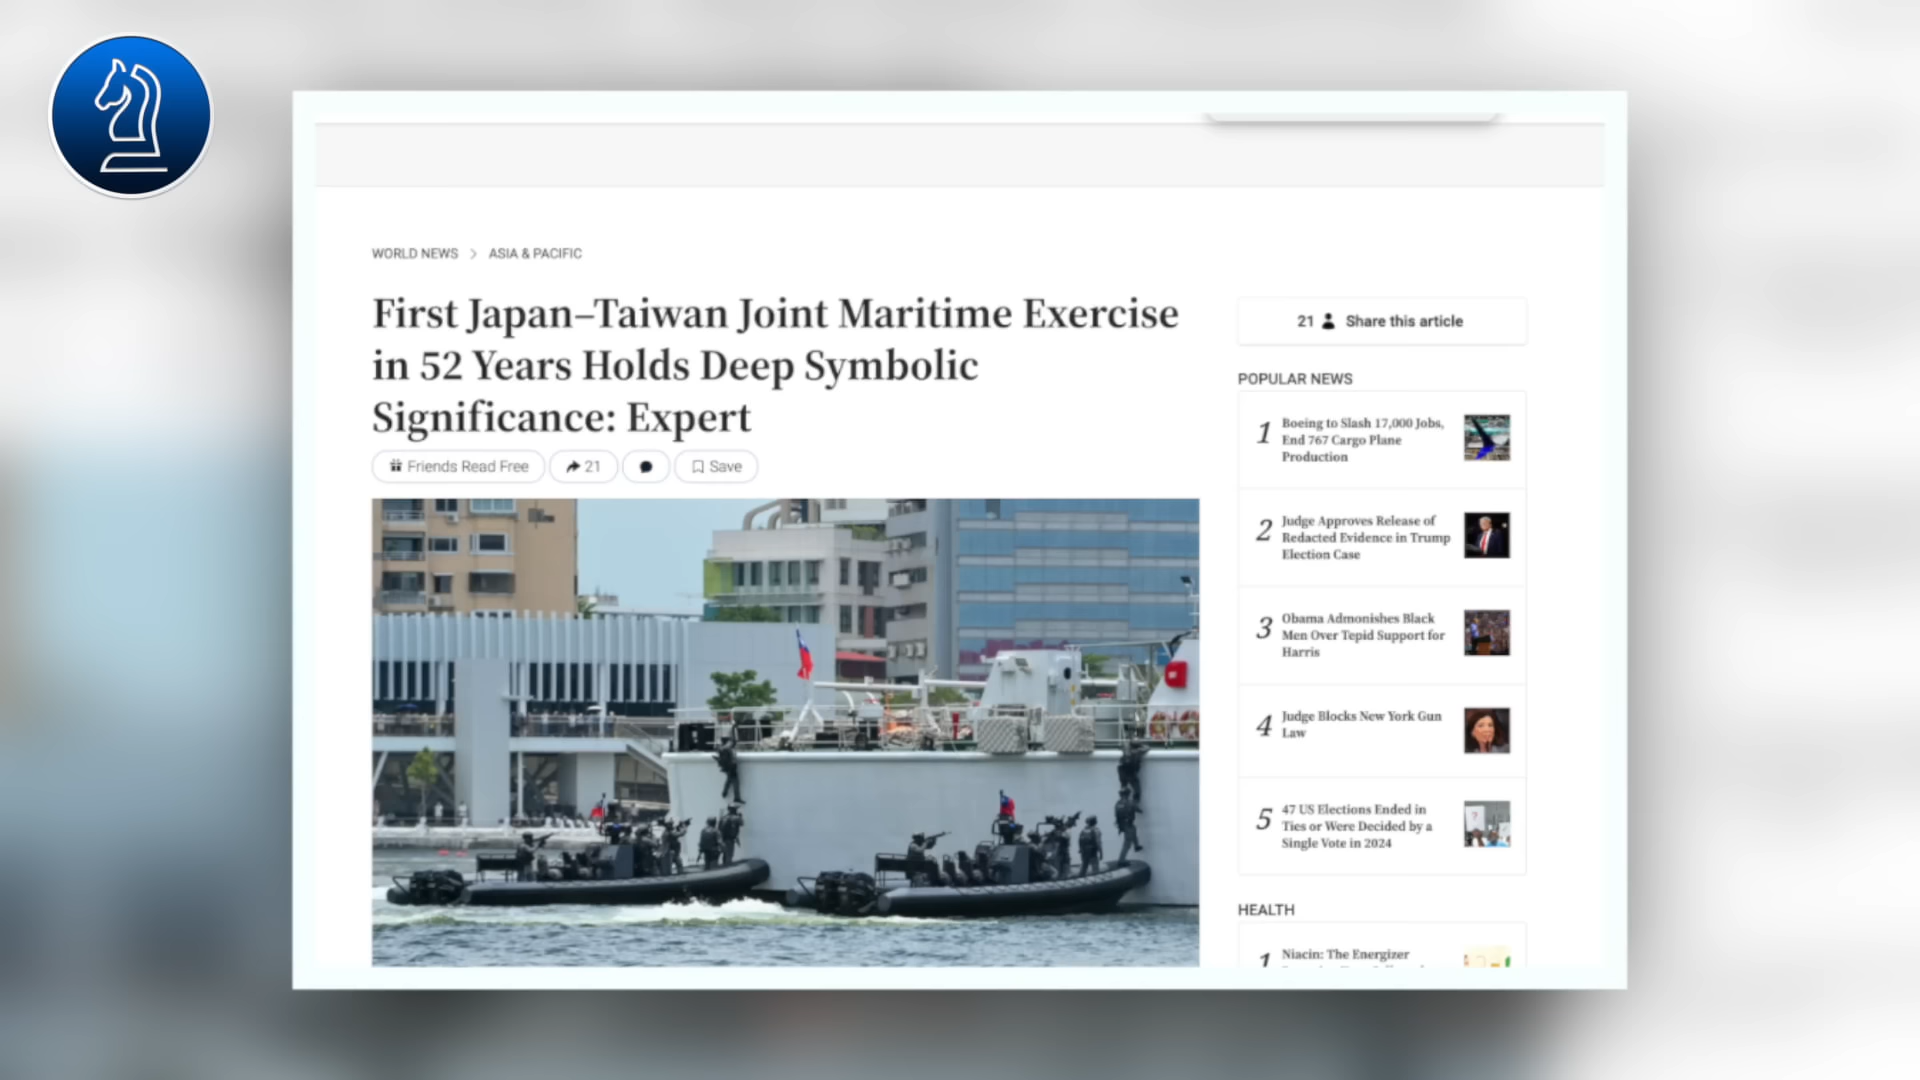 WORLD NEWS > ASIA & PACIFIC
First Japan–Taiwan Joint Maritime Exercise
in 52 Years Holds Deep Symbolic
Significance: Expert
Friends Read Free
21
Save
21 Share this article
POPULAR NEWS
1
Boeing to Slash 17,000 Jobs,
End 767 Cargo Plane
Production
2
Judge Approves Release of
Redacted Evidence in Trump
Election Case
3
Obama Admonishes Black
Men Over Tepid Support for
Harris
4
Judge Blocks New York Gun
Law
5
47 US Elections Ended in
Ties or Were Decided by a
Single Vote in 2024
HEALTH
1
Niacin: The Energizer